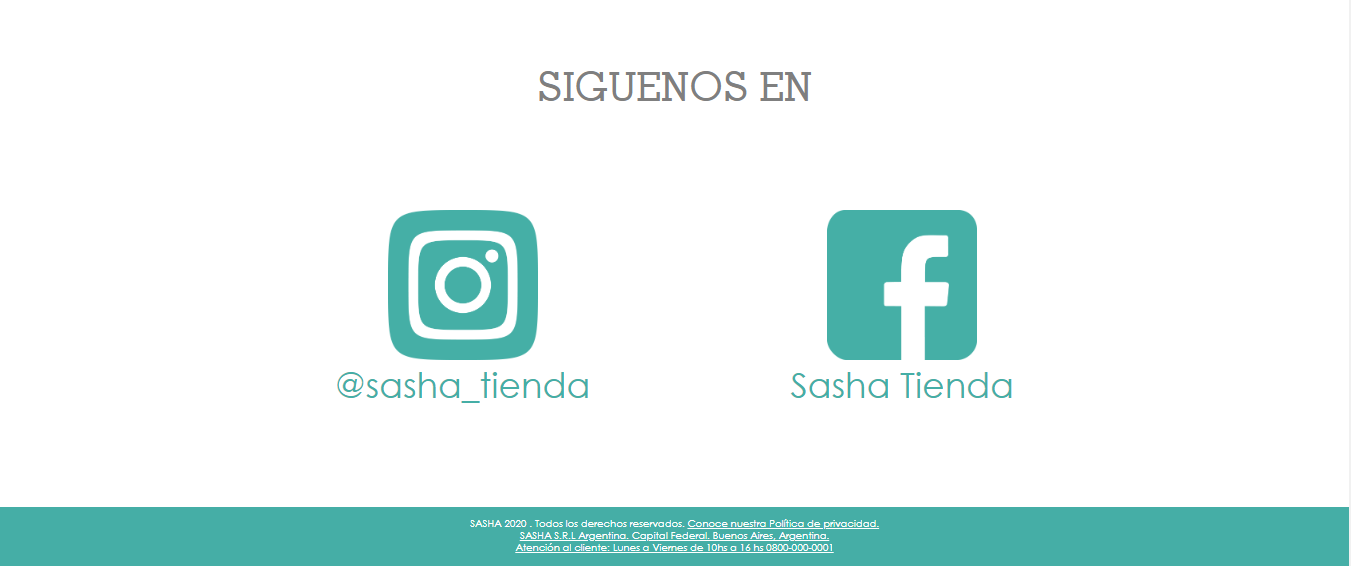 SIGUENOS EN
@sasha_tienda
Sasha Tienda
SASHA 2020 . Todos los derechos reservados. Conoce nuestra Política de privacidad.
SASHA S.R.L Argentina. Capital Federal, Buenos Aires, Argentina.
Atención al cliente: Lunes a Viernes de 10hs a 16 hs 0800-000-0001